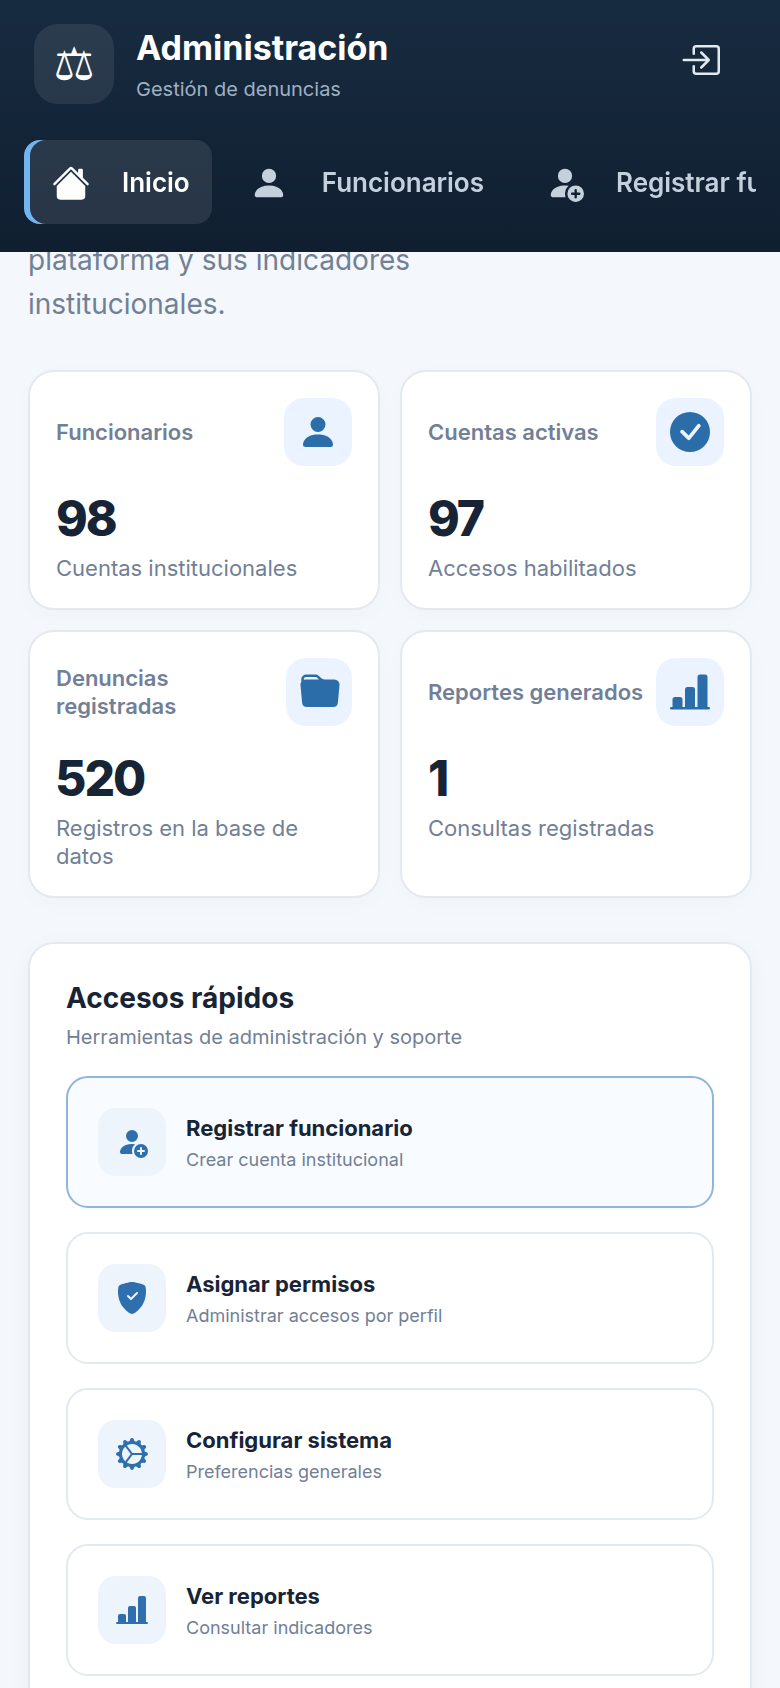 Administración
Gestión de denuncias
Inicio
Funcionarios
Registrar fu
plataforma y sus indicadores
institucionales.
Funcionarios
98
Cuentas institucionales
Cuentas activas
97
Accesos habilitados
Denuncias
registradas
520
Registros en la base de
datos
Reportes generados
1
Consultas registradas
Accesos rápidos
Herramientas de administración y soporte
Registrar funcionario
Crear cuenta institucional
Asignar permisos
Administrar accesos por perfil
Configurar sistema
Preferencias generales
Ver reportes
Consultar indicadores